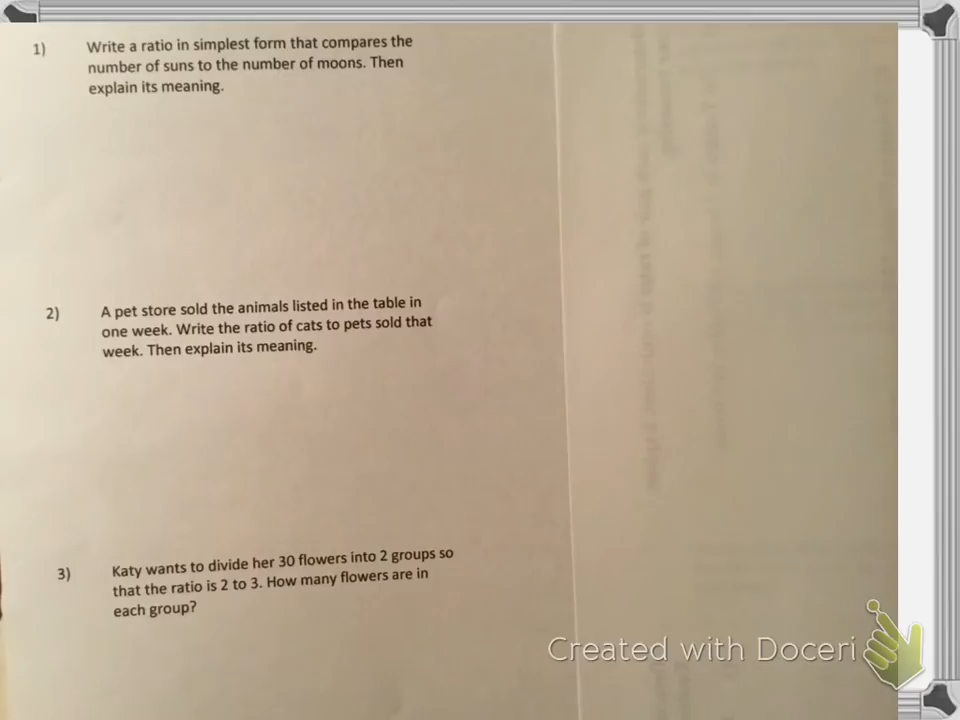 1) Write a ratio in simplest form that compares the
number of suns to the number of moons. Then
explain its meaning.
2) A pet store sold the animals listed in the table in
one week. Write the ratio of cats to pets sold that
week. Then explain its meaning.
3) Katy wants to divide her 30 flowers into 2 groups so
that the ratio is 2 to 3. How many flowers are in
each group?
Created with Doceri